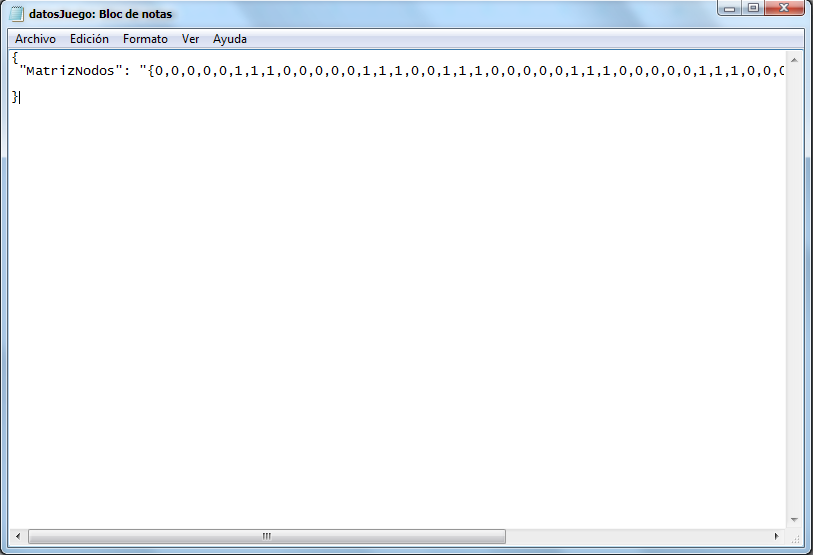 datosJuego: Bloc de notas
Archivo Edición Formato Ver Ayuda
{
"MatrizNodos": "{0,0,0,0,0,1,1,1,0,0,0,0,0,1,1,1,0,0,1,1,1,0,0,0,0,0,1,1,1,0,0,0,0,0,1,1,1,0,0,0
}